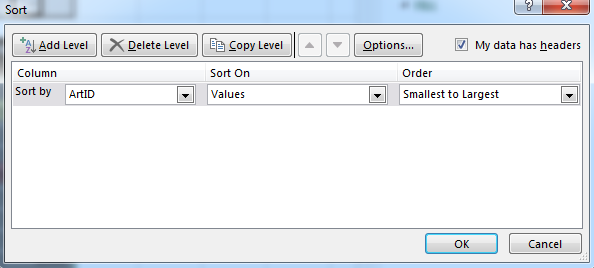 Sort
Add Level Delete Level Copy Level Options... My data has headers
Column Sort On Order
Sort by ArtID Values Smallest to Largest
OK Cancel